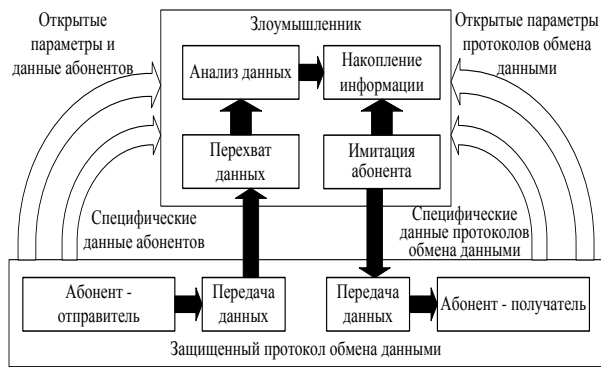 Открытые
параметры и
данные абонентов
Злоумышленник
Открытые параметры
протоколов обмена
данными
Анализ данных
Накопление
информации
Перехват
данных
Имитация
абонента
Специфические
данные абонентов
Специфические
данные протоколов
обмена данными
Абонент -
отправитель
Передача
данных
Передача
данных
Абонент - получатель
Защищенный протокол обмена данными